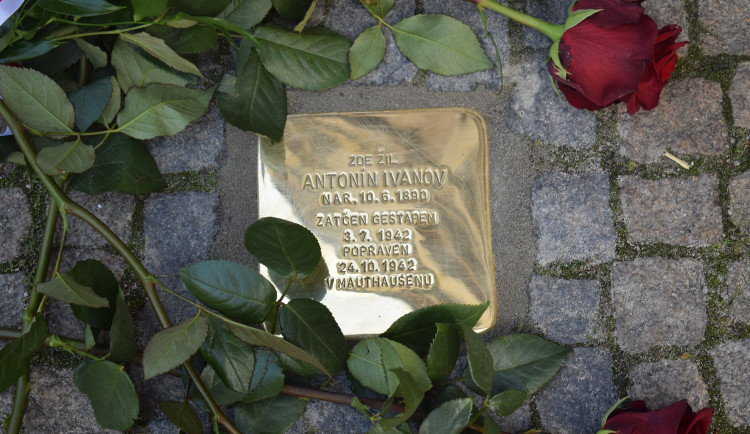 ZDE ŽIL
ANTONÍN IVANOV
NAR. 10. 6. 1890
ZATČEN GESTAPEM
3. 7. 1942
POPRAVEN
24. 10. 1942
V MAUTHAUSENU